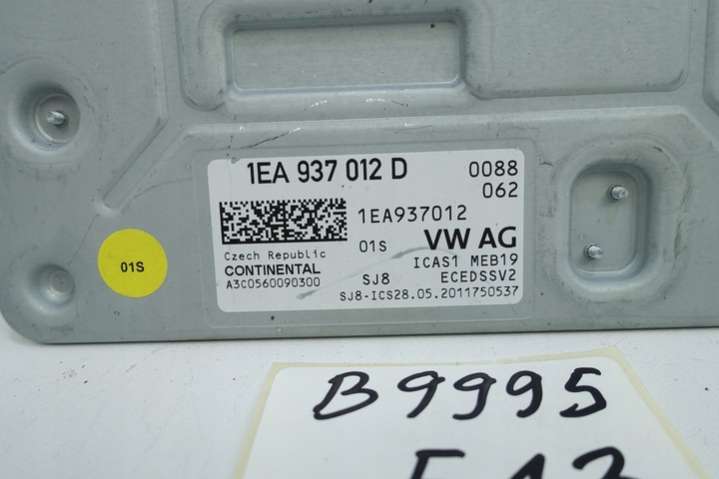 1EA 937 012 D
0088
062
1EA937012
01S
VW AG
Czech Republic
CONTINENTAL
A3C0560090300
ICAS1 MEB19
SJ8
ECEDSSV2
SJ8-ICS28.05.2011750537
01S
B9995